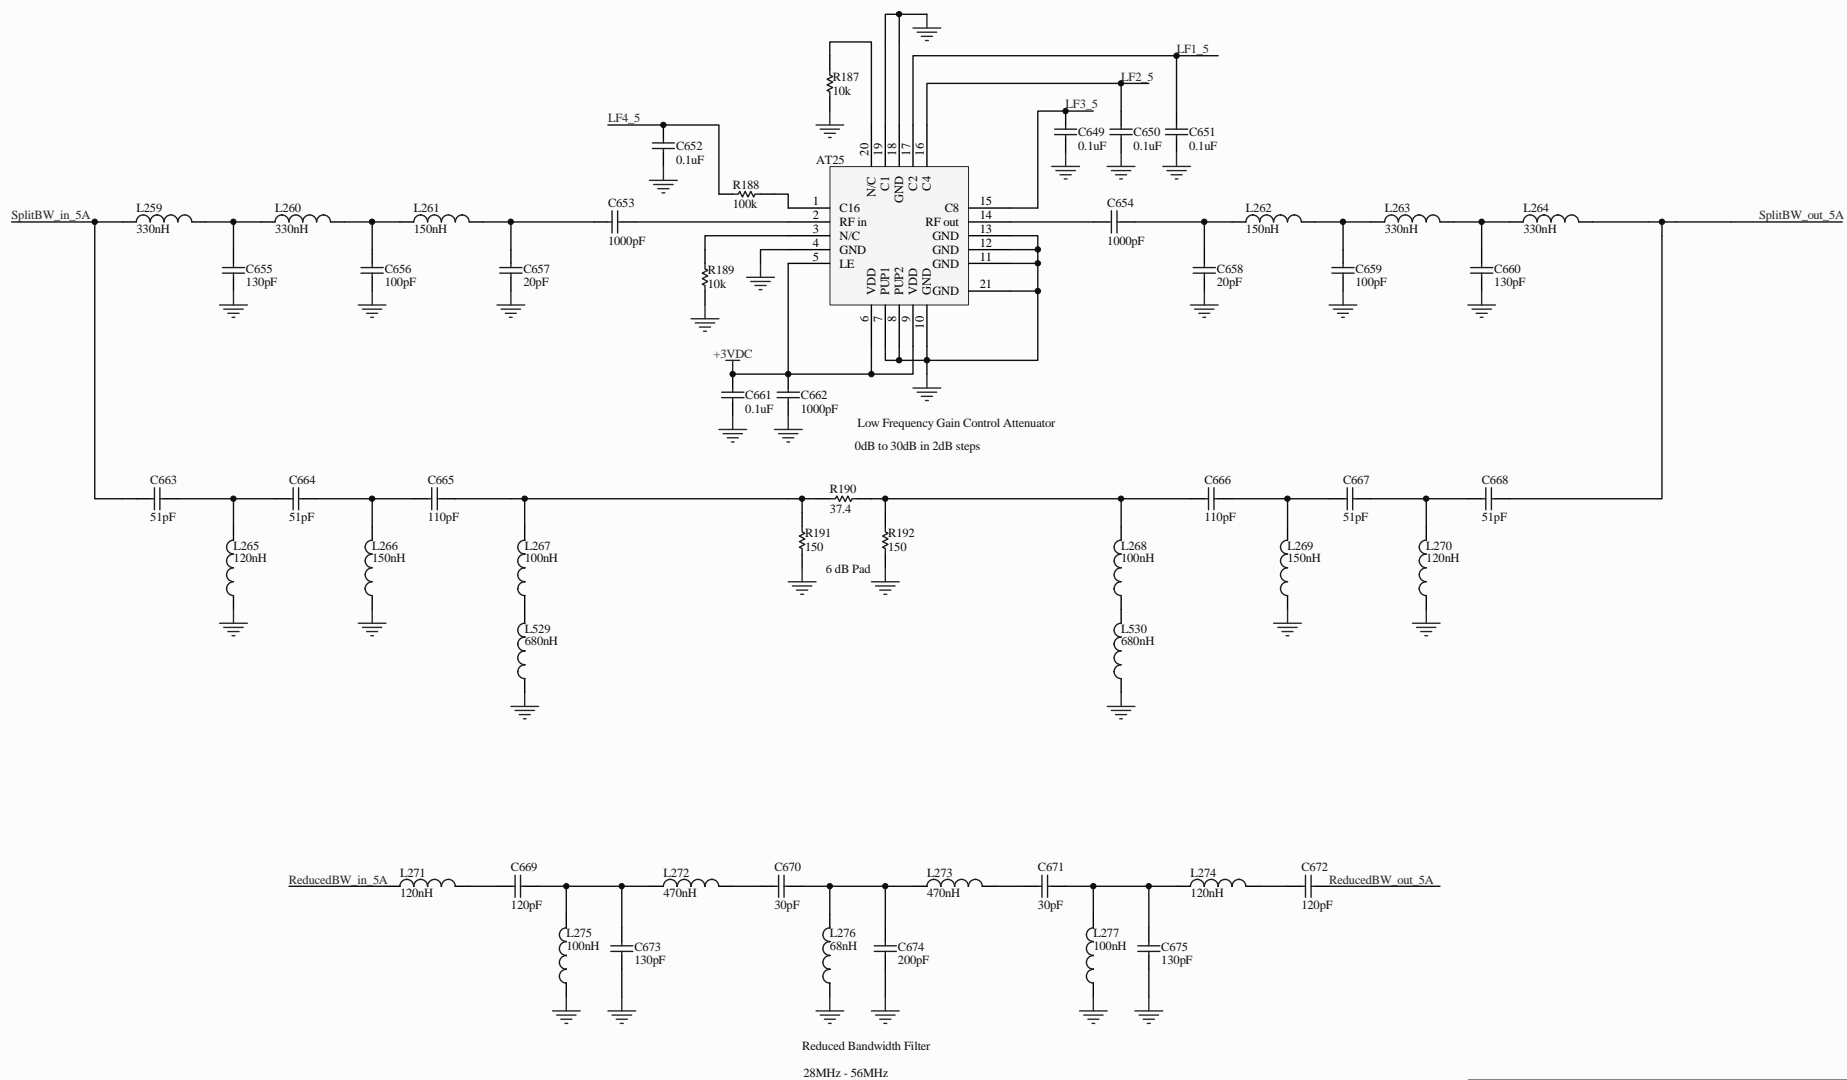 LF1_5
R187
10k
LF2_5
LF3_5
LF4_5
C652
0.1uF
C649
0.1uF
C650
0.1uF
C651
0.1uF
AT25
20
19
18
17
16
N/C
C1
GND
C2
C4
R188
100k
1
2
3
4
5
C16
RF in
N/C
GND
LE
C8
RF out
GND
GND
GND
GND
15
14
13
12
11
21
VDD
PUP1
PUP2
VDD
GND
6
7
8
9
10
SplitBW_in_5A
L259
330nH
L260
330nH
L261
150nH
C653
1000pF
C654
1000pF
L262
150nH
L263
330nH
L264
330nH
SplitBW_out_5A
C655
130pF
C656
100pF
C657
20pF
R189
10k
C658
20pF
C659
100pF
C660
130pF
+3VDC
C661
0.1uF
C662
1000pF
Low Frequency Gain Control Attenuator
0dB to 30dB in 2dB steps
C663
51pF
C664
51pF
C665
110pF
R190
37.4
C666
110pF
C667
51pF
C668
51pF
R191
150
R192
150
6 dB Pad
L265
120nH
L266
150nH
L267
100nH
L268
100nH
L269
150nH
L270
120nH
L529
680nH
L530
680nH
ReducedBW_in_5A
L271
120nH
C669
120pF
L272
470nH
C670
30pF
L273
470nH
C671
30pF
L274
120nH
C672
120pF
ReducedBW_out_5A
L275
100nH
C673
130pF
L276
68nH
C674
200pF
L277
100nH
C675
130pF
Reduced Bandwidth Filter
28MHz - 56MHz